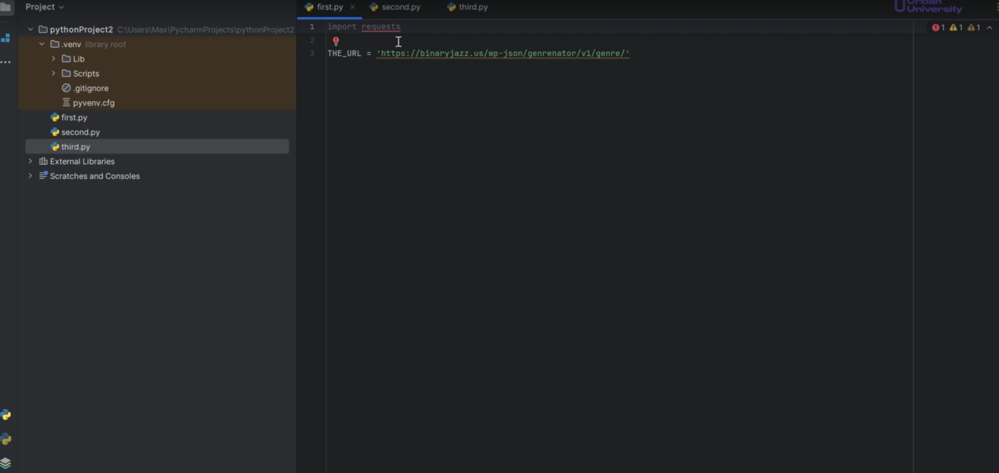 Project
first.py
second.py
third.py
Urban
University
pythonProject2 C:\Users\Max\PycharmProjects\pythonProject2
.venv library root
Lib
Scripts
.gitignore
pyvenv.cfg
first.py
second.py
third.py
External Libraries
Scratches and Consoles
1 import requests
2
3 THE_URL = 'https://binaryjazz.us/wp-json/genrenator/v1/genre/'
1 1 1